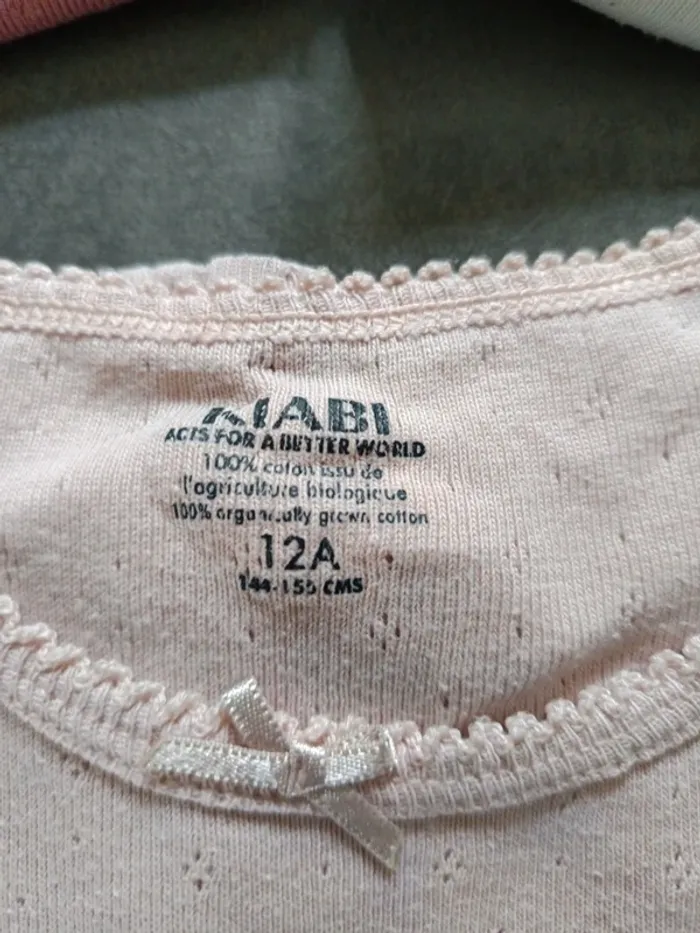 KIABI
ACTS FOR A BETTER WORLD
100% coton issu de
l'agriculture biologique
100% organically grown cotton
12A
144-155 CMS